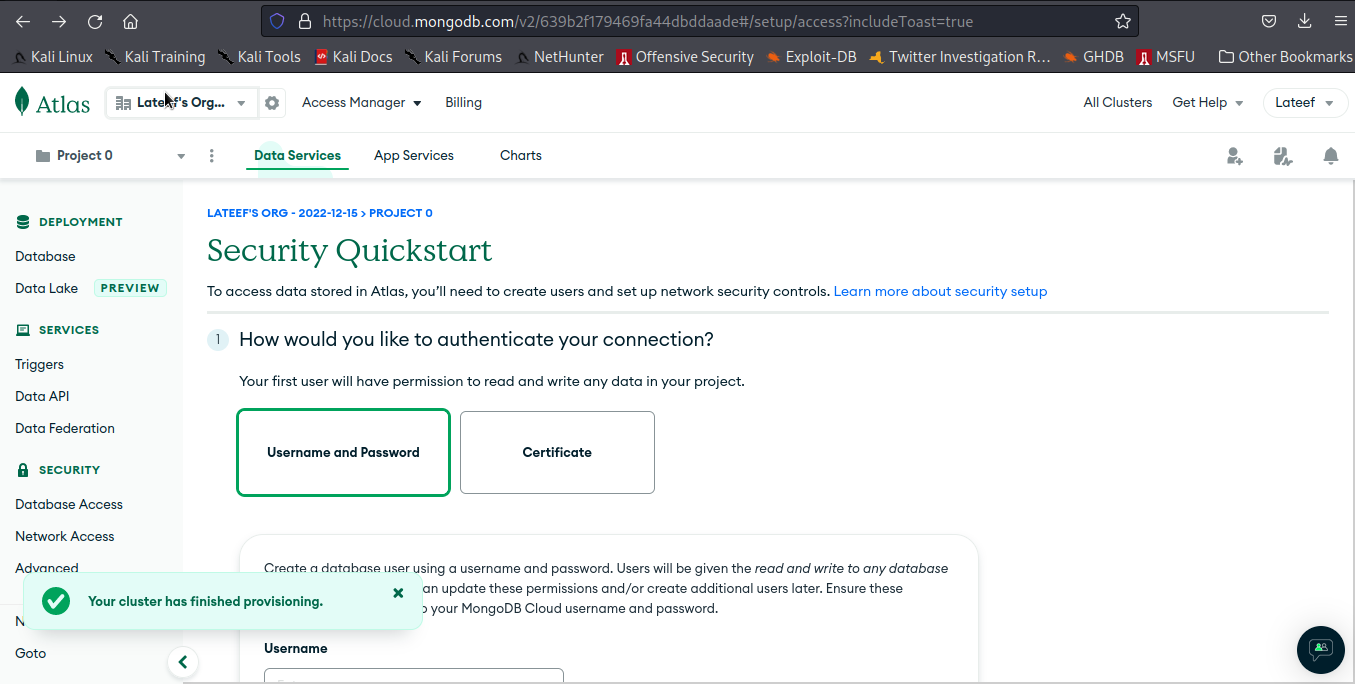 https://cloud.mongodb.com/v2/639b2f179469fa44dbddaade#/setup/access?includeToast=true
Kali Linux Kali Training Kali Tools Kali Docs Kali Forums NetHunter Offensive Security Exploit-DB Twitter Investigation R... GHDB MSFU Other Bookmarks
Atlas Lateef's Org... Access Manager Billing All Clusters Get Help Lateef
Project 0 Data Services App Services Charts
DEPLOYMENT
Database
Data Lake PREVIEW
SERVICES
Triggers
Data API
Data Federation
SECURITY
Database Access
Network Access
Advanced
Goto
LATEEF'S ORG - 2022-12-15 > PROJECT 0
Security Quickstart
To access data stored in Atlas, you'll need to create users and set up network security controls. Learn more about security setup
1 How would you like to authenticate your connection?
Your first user will have permission to read and write any data in your project.
Username and Password Certificate
Create a database user using a username and password. Users will be given the read and write to any database
an update these permissions and/or create additional users later. Ensure these
your MongoDB Cloud username and password.
Username
Your cluster has finished provisioning.